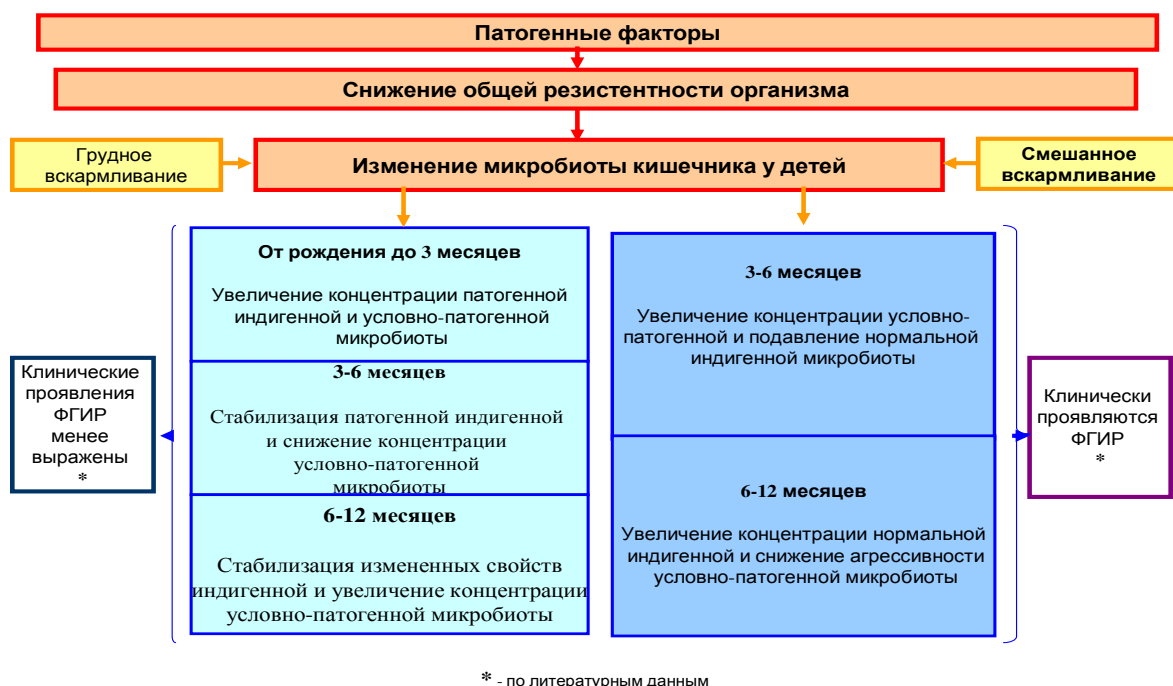 Патогенные факторы
Снижение общей резистентности организма
Грудное
вскармливание
Изменение микробиоты кишечника у детей
Смешанное
вскармливание
От рождения до 3 месяцев
Увеличение концентрации патогенной
индигенной и условно-патогенной
микробиоты
3-6 месяцев
Стабилизация патогенной индигенной
и снижение концентрации
условно-патогенной
микробиоты
6-12 месяцев
Стабилизация измененных свойств
индигенной и увеличение концентрации
условно-патогенной микробиоты
3-6 месяцев
Увеличение концентрации условно-
патогенной и подавление нормальной
индигенной микробиоты
6-12 месяцев
Увеличение концентрации нормальной
индигенной и снижение агрессивности
условно-патогенной микробиоты
Клинические
проявления
ФГИР
менее
выражены
*
Клинически
проявляются
ФГИР
*
* - по литературным данным